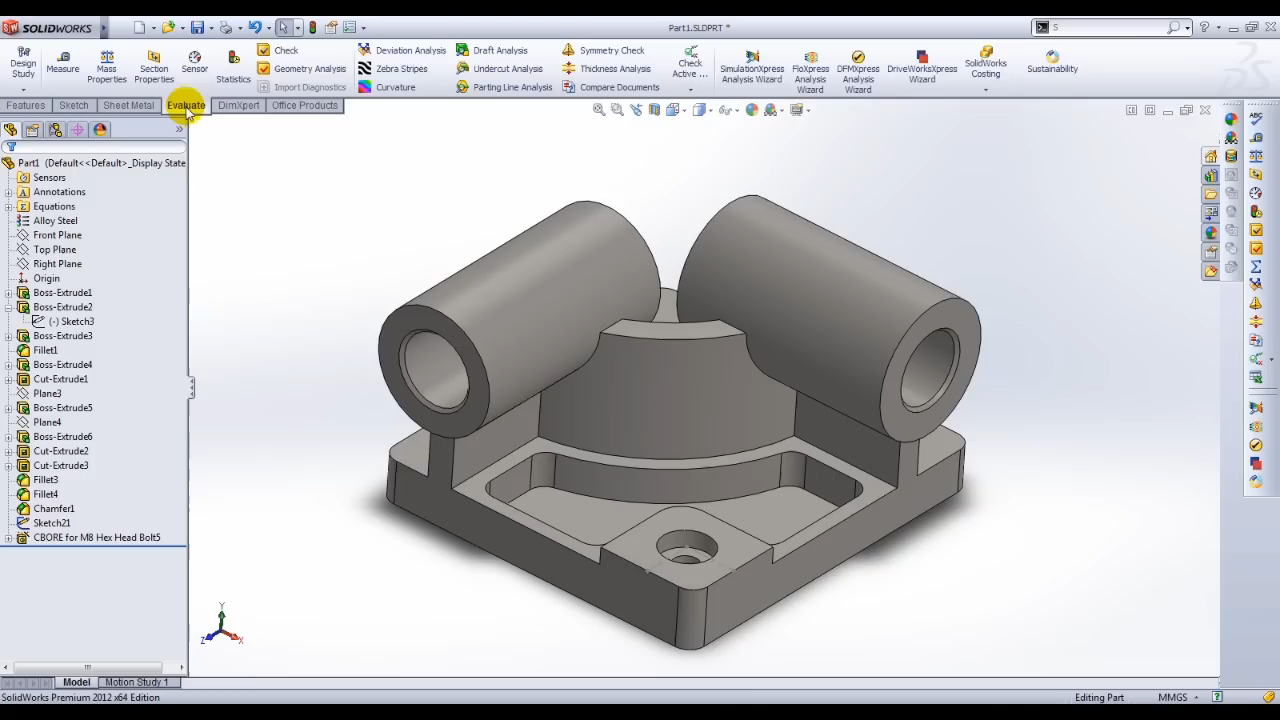 SOLIDWORKS
Part1.SLDPRT *
S
Design Study
Measure
Mass Properties
Section Properties
Sensor
Statistics
Check
Geometry Analysis
Import Diagnostics
Deviation Analysis
Zebra Stripes
Curvature
Draft Analysis
Undercut Analysis
Parting Line Analysis
Symmetry Check
Thickness Analysis
Compare Documents
Check Active ...
SimulationXpress Analysis Wizard
FloXpress Analysis Wizard
DFMXpress Analysis Wizard
DriveWorksXpress Wizard
SolidWorks Costing
Sustainability
Features
Sketch
Sheet Metal
Evaluate
DimXpert
Office Products
Part1 (Default<<Default>_Display State
Sensors
Annotations
Equations
Alloy Steel
Front Plane
Top Plane
Right Plane
Origin
Boss-Extrude1
Boss-Extrude2
(-) Sketch3
Boss-Extrude3
Fillet1
Boss-Extrude4
Cut-Extrude1
Plane3
Boss-Extrude5
Plane4
Boss-Extrude6
Cut-Extrude2
Cut-Extrude3
Fillet3
Fillet4
Chamfer1
Sketch21
CBORE for M8 Hex Head Bolt5
Y
Z
X
ABC
Model
Motion Study 1
SolidWorks Premium 2012 x64 Edition
Editing Part
MMGS